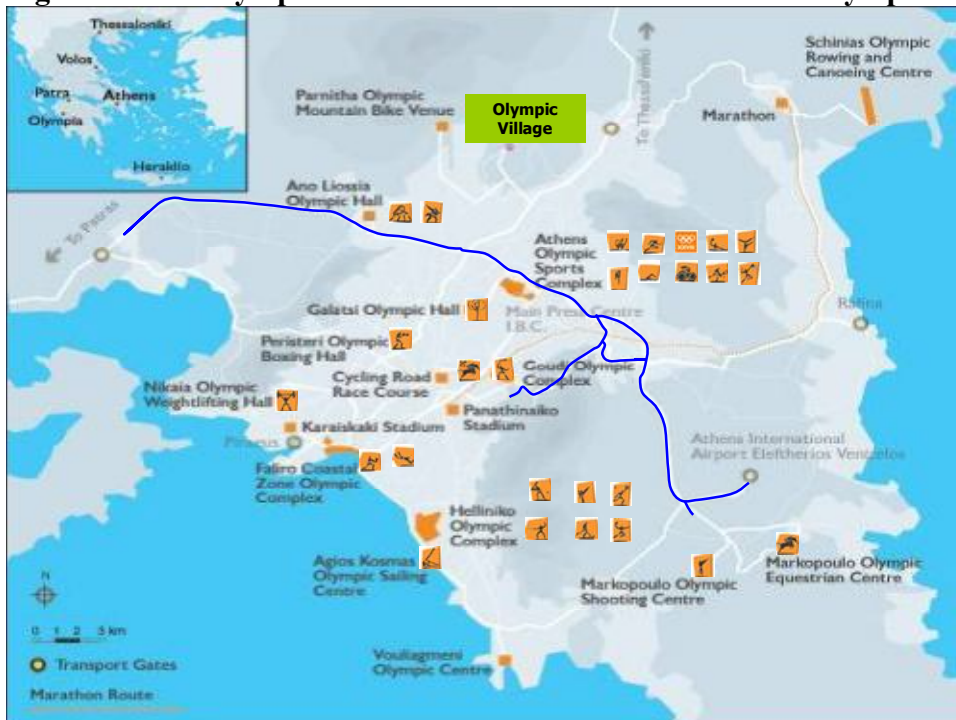 Thessaloniki
Volos
Patra
Athens
Olympia
Heraklio
Parnitha Olympic
Mountain Bike Venue
Olympic
Village
To Thessaloniki
Schinias Olympic
Rowing and
Canoeing Centre
Marathon
Ano Liossia
Olympic Hall
To Patras
Athens
Olympic
Sports
Complex
Main Press Centre
I.B.C.
Galatsi Olympic Hall
Rafina
Peristeri Olympic
Boxing Hall
Cycling Road
Race Course
Goudi Olympic
Complex
Nikaia Olympic
Weightlifting Hall
Panathinaiko
Stadium
Karaiskaki Stadium
Piraeus
Athens International
Airport Eleftherios Venizelos
Faliro Coastal
Zone Olympic
Complex
Helliniko
Olympic
Complex
Agios Kosmas
Olympic Sailing
Centre
Markopoulo Olympic
Shooting Centre
Markopoulo Olympic
Equestrian Centre
N
0 1 2 3 km
Vouliagmeni
Olympic Centre
Transport Gates
Marathon Route